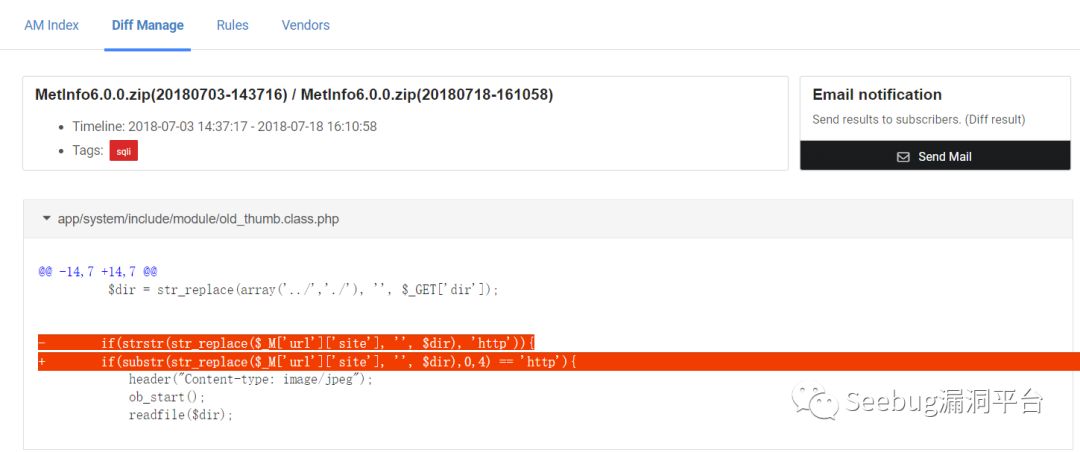 AM Index Diff Manage Rules Vendors
MetInfo6.0.0.zip(20180703-143716) / MetInfo6.0.0.zip(20180718-161058)
Timeline: 2018-07-03 14:37:17 - 2018-07-18 16:10:58
Tags: sqli
Email notification
Send results to subscribers. (Diff result)
Send Mail
app/system/include/module/old_thumb.class.php
@@ -14,7 +14,7 @@
$dir = str_replace(array('../','./'), '', $_GET['dir']);
- if(strstr(str_replace($_M['url']['site'], '', $dir), 'http')){
+ if(substr(str_replace($_M['url']['site'], '', $dir),0,4) == 'http'){
header("Content-type: image/jpeg");
ob_start();
readfile($dir);
Seebug漏洞平台